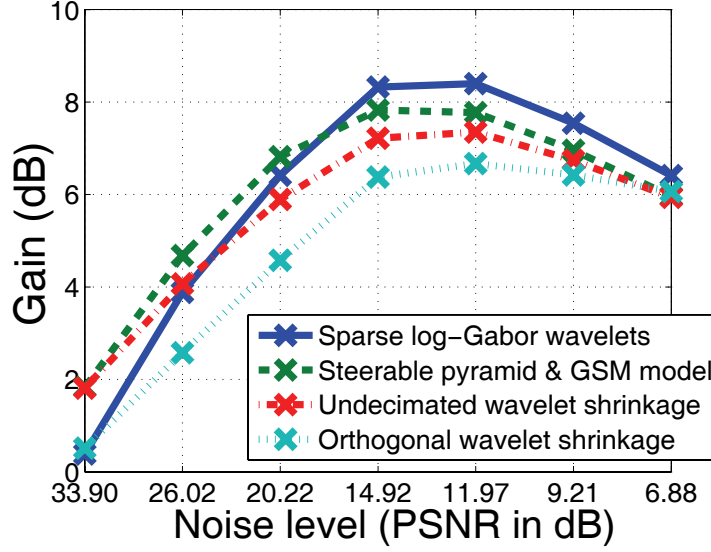 10
8
6
4
2
0
Gain (dB)
Sparse log-Gabor wavelets
Steerable pyramid & GSM model
Undecimated wavelet shrinkage
Orthogonal wavelet shrinkage
33.90 26.02 20.22 14.92 11.97 9.21 6.88
Noise level (PSNR in dB)